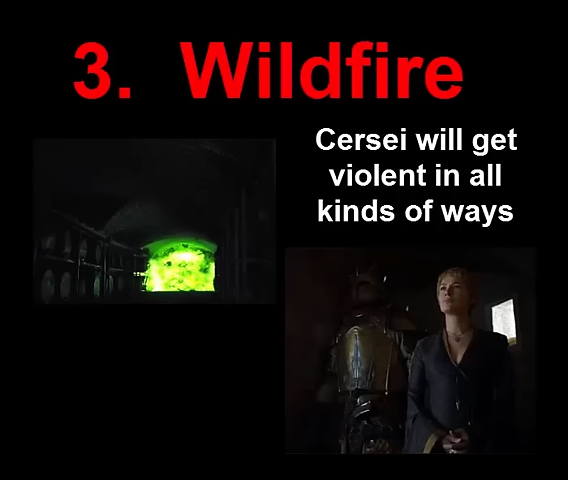 3. Wildfire
Cersei will get
violent in all
kinds of ways